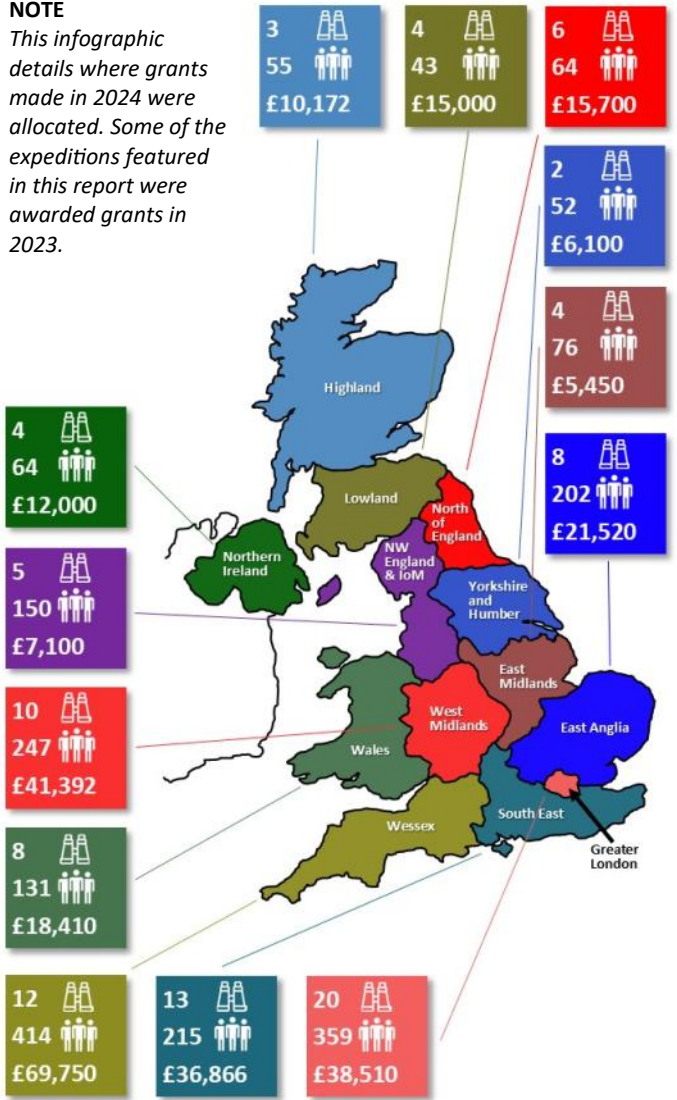 NOTE
This infographic
details where grants
made in 2024 were
allocated. Some of the
expeditions featured
in this report were
awarded grants in
2023.
3
55
£10,172
4
43
£15,000
6
64
£15,700
2
52
£6,100
4
76
£5,450
8
202
£21,520
4
64
£12,000
5
150
£7,100
10
247
£41,392
8
131
£18,410
12
414
£69,750
13
215
£36,866
20
359
£38,510
Highland
Lowland
North
of
England
Northern
Ireland
NW
England
& IoM
Yorkshire
and
Humber
East
Midlands
West
Midlands
East Anglia
Wales
South East
Wessex
Greater
London